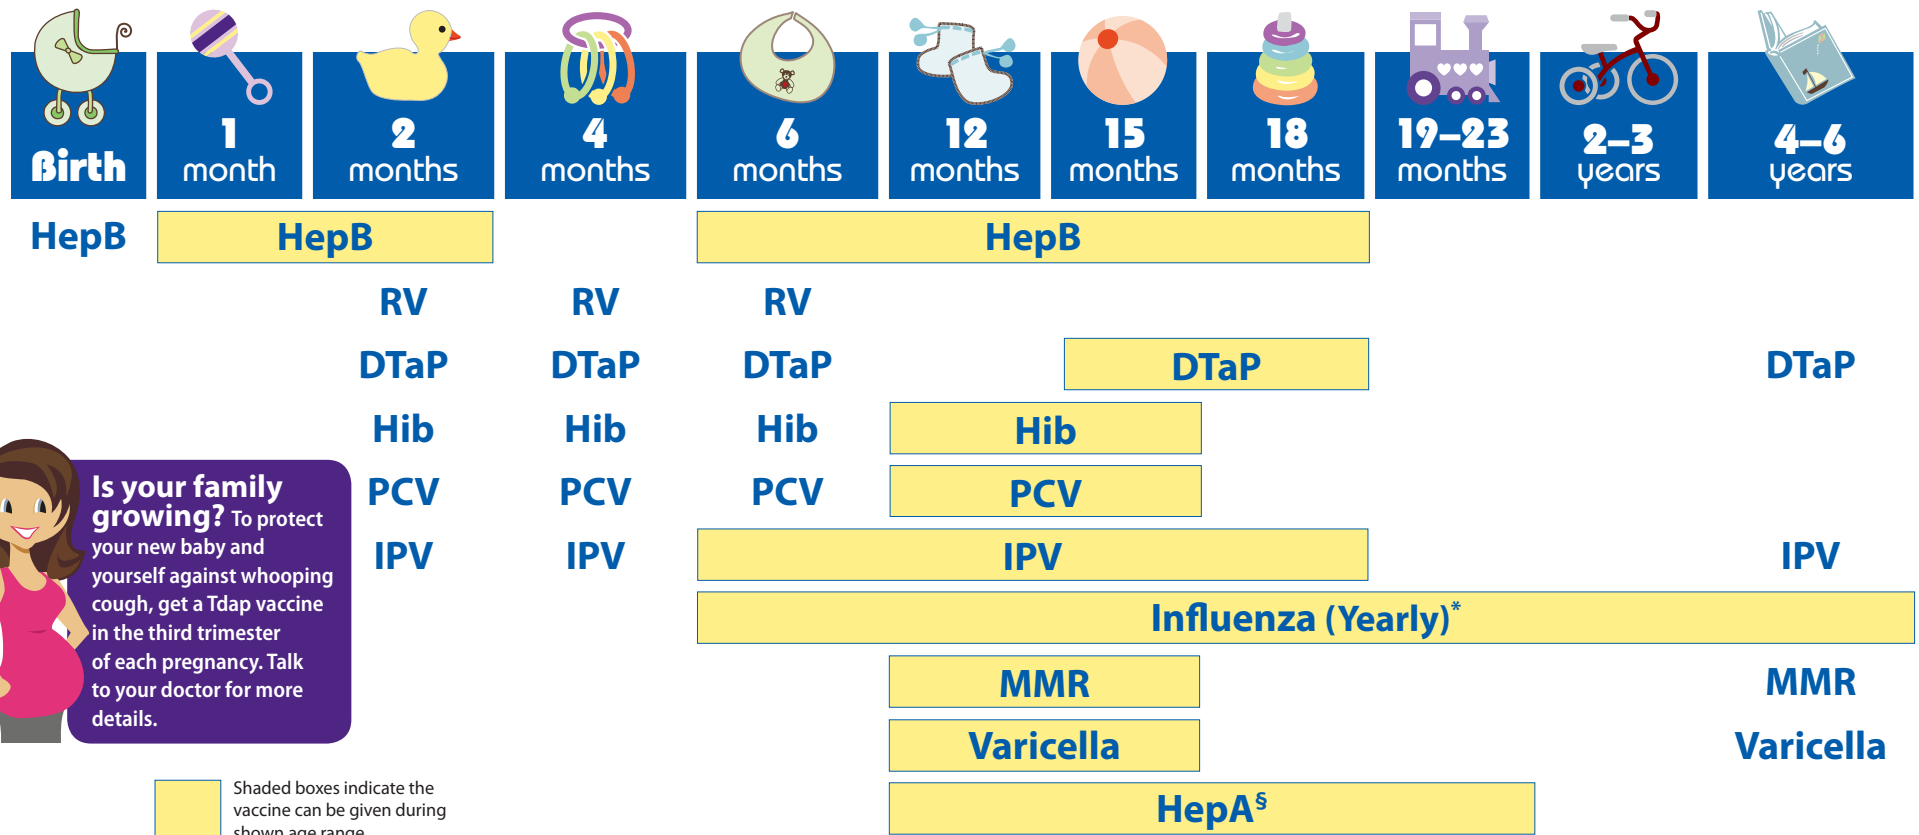 Birth
1
month
2
months
4
months
6
months
12
months
15
months
18
months
19–23
months
2–3
years
4–6
years
HepB HepB HepB
RV RV RV
DTaP DTaP DTaP DTaP DTaP
Hib Hib Hib Hib
PCV PCV PCV PCV
IPV IPV IPV IPV
Influenza (Yearly)*
MMR MMR
Varicella Varicella
HepA§
Is your family
growing? To protect
your new baby and
yourself against whooping
cough, get a Tdap vaccine
in the third trimester
of each pregnancy. Talk
to your doctor for more
details.
Shaded boxes indicate the
vaccine can be given during
shown age range.